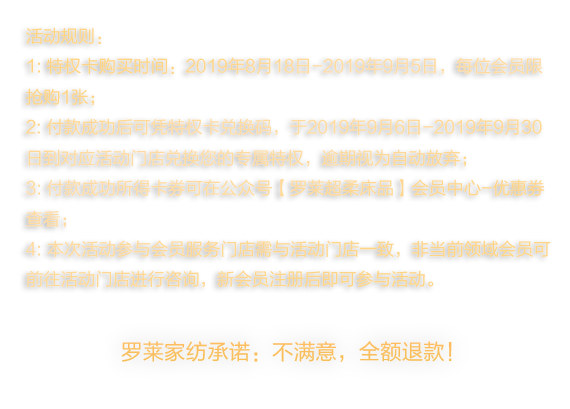 活动规则：
1: 特权卡购买时间：2019年8月16日-2019年9月5日，每位会员限
抢购1张；
2: 付款成功后可凭特权卡兑换码，于2019年9月6日-2019年9月30
日到对应活动门店兑换您的专属特权，逾期视为自动放弃；
3: 付款成功所得卡券可在公众号【罗莱超柔床品】会员中心-优惠券
查看；
4: 本次活动参与会员服务门店需与活动门店一致，非当前领域会员可
前往活动门店进行咨询，新会员注册后即可参与活动。
罗莱家纺承诺：不满意，全额退款！